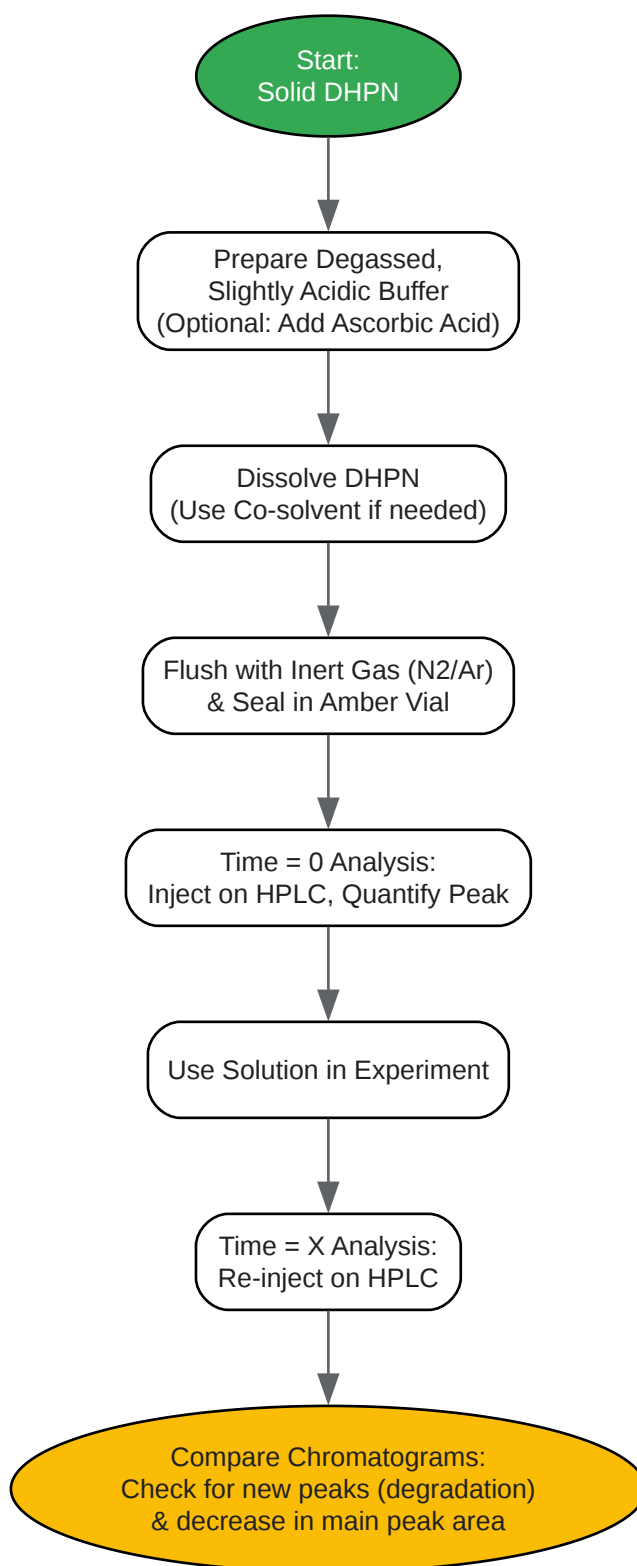 Start:
Solid DHPN
Prepare Degassed,
Slightly Acidic Buffer
(Optional: Add Ascorbic Acid)
Dissolve DHPN
(Use Co-solvent if needed)
Flush with Inert Gas (N2/Ar)
& Seal in Amber Vial
Time = 0 Analysis:
Inject on HPLC, Quantify Peak
Use Solution in Experiment
Time = X Analysis:
Re-inject on HPLC
Compare Chromatograms:
Check for new peaks (degradation)
& decrease in main peak area